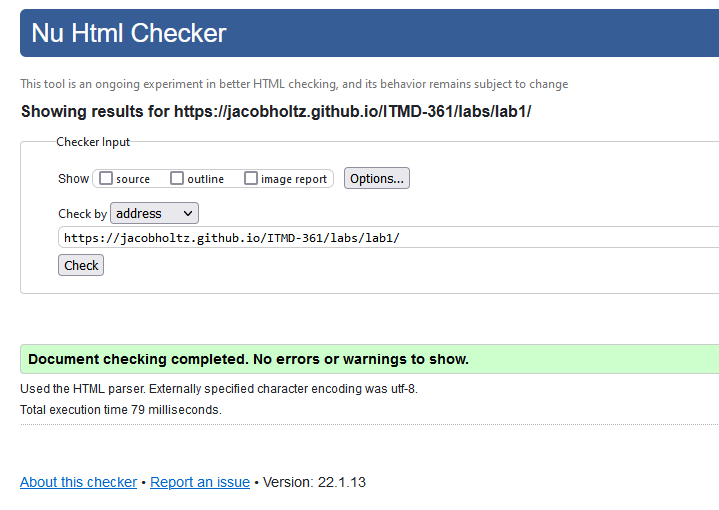 Nu Html Checker
This tool is an ongoing experiment in better HTML checking, and its behavior remains subject to change
Showing results for https://jacobholtz.github.io/ITMD-361/labs/lab1/
Checker Input
Show source outline image report Options...
Check by address
https://jacobholtz.github.io/ITMD-361/labs/lab1/
Check
Document checking completed. No errors or warnings to show.
Used the HTML parser. Externally specified character encoding was utf-8.
Total execution time 79 milliseconds.
About this checker • Report an issue • Version: 22.1.13